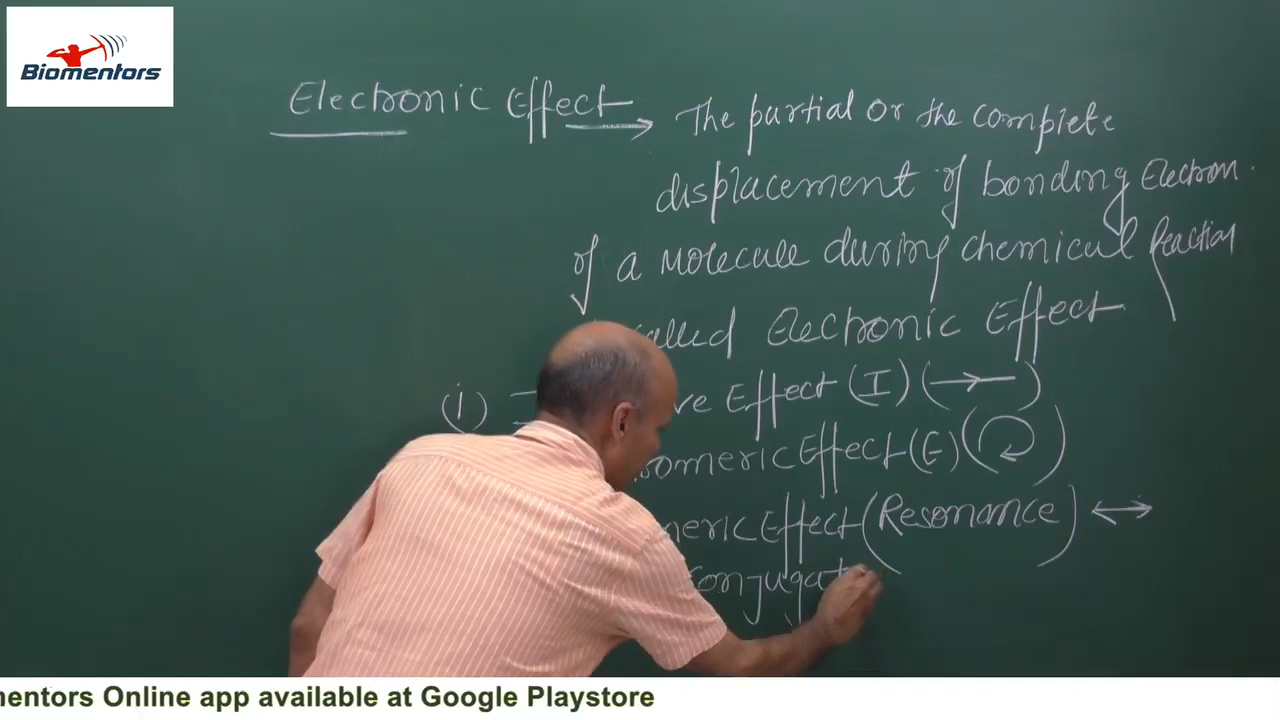 Biomentors
Electronic Effect → The partial or the complete
displacement of bonding Electron.
of a molecule during chemical Reaction
called Electronic Effect
(i) ve Effect (I) (→)
omeric Effect (E) (↻)
meric Effect (Resonance) ↔
conjugat
mentors Online app available at Google Playstore